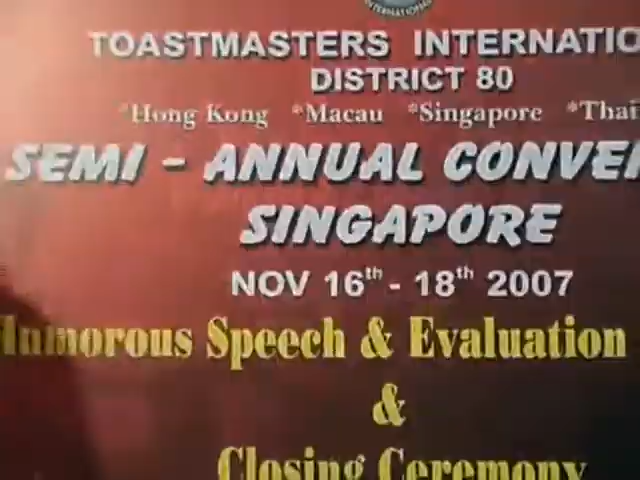 INTERNATIONAL
TOASTMASTERS INTERNATIO
DISTRICT 80
*Hong Kong *Macau *Singapore *Thai
SEMI - ANNUAL CONVE
SINGAPORE
NOV 16th - 18th 2007
Humorous Speech & Evaluation
&
Closing Ceremony